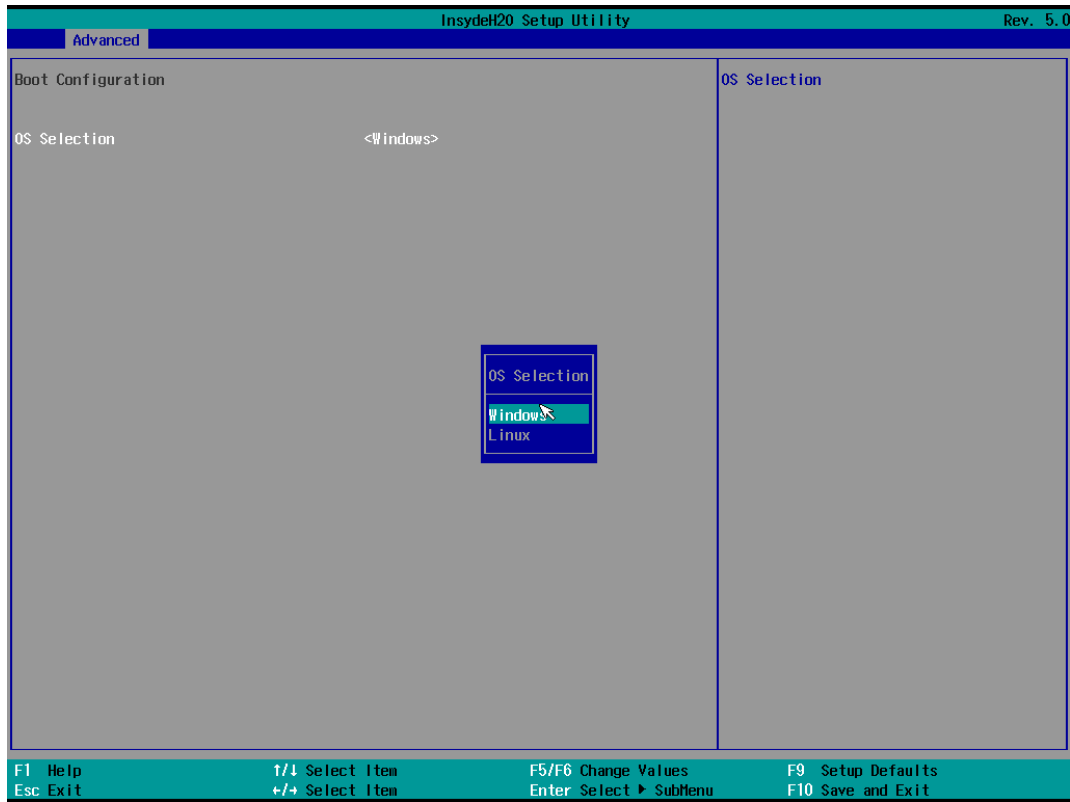 InsydeH20 Setup Utility Rev. 5.0
Advanced
Boot Configuration
OS Selection
OS Selection <Windows>
OS Selection
Windows
Linux
F1 Help ↑/↓ Select Item F5/F6 Change Values F9 Setup Defaults
Esc Exit ←/→ Select Item Enter Select ▶ SubMenu F10 Save and Exit